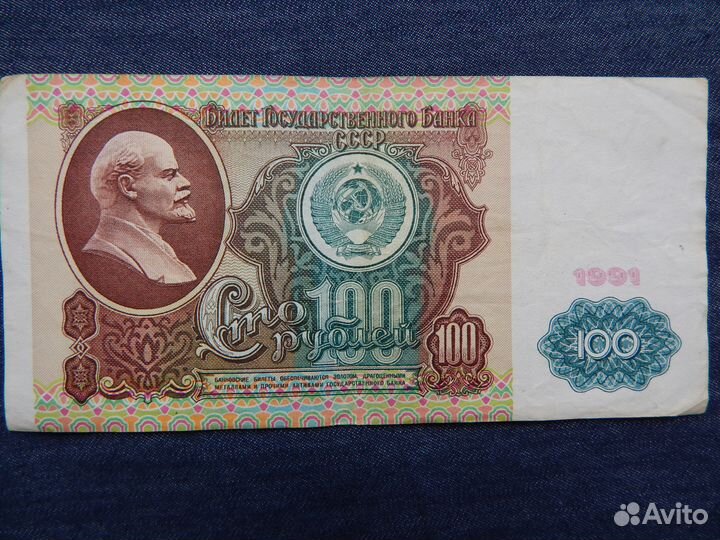 Билет Государственного Банка
СССР
1991
Сто 100
рублей
100
100
БАНКОВСКИЕ БИЛЕТЫ ОБЕСПЕЧИВАЮТСЯ ЗОЛОТОМ, ДРАГОЦЕННЫМИ
МЕТАЛЛАМИ И ПРОЧИМИ АКТИВАМИ ГОСУДАРСТВЕННОГО БАНКА
Avito